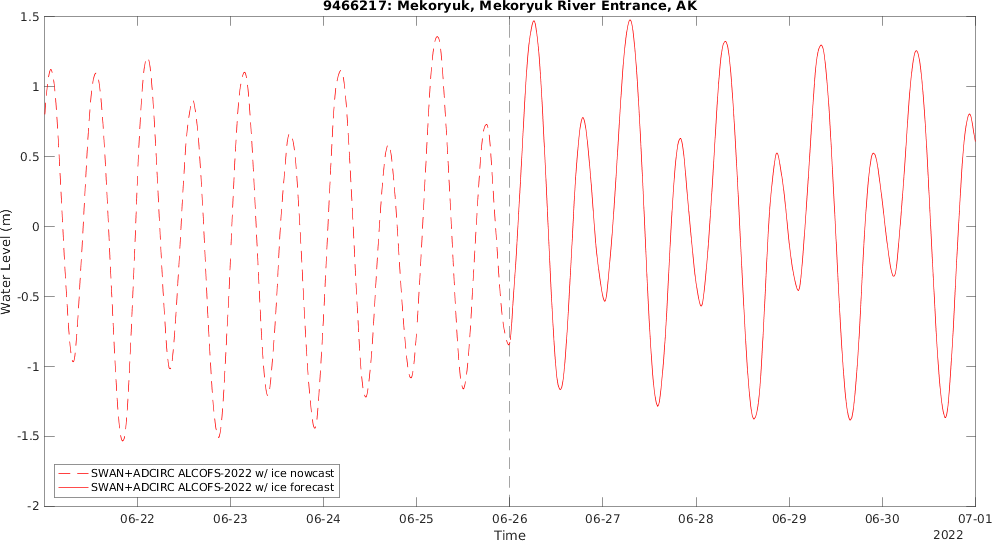 9466217: Mekoryuk, Mekoryuk River Entrance, AK
1.5
1
0.5
0
-0.5
-1
-1.5
-2
Water Level (m)
SWAN+ADCIRC ALCOFS-2022 w/ ice nowcast
SWAN+ADCIRC ALCOFS-2022 w/ ice forecast
06-22 06-23 06-24 06-25 06-26 06-27 06-28 06-29 06-30 07-01
Time
2022